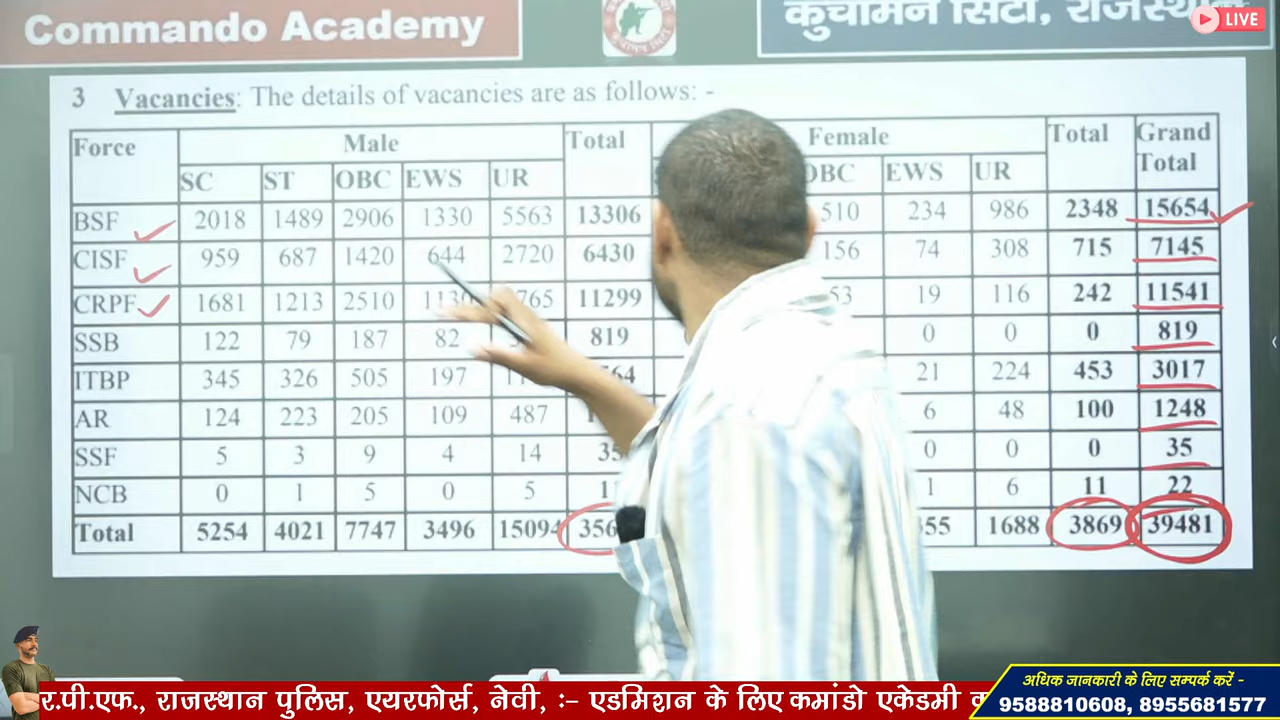 Commando Academy
कुचामन सिटी, राजस्थान
LIVE
3 Vacancies: The details of vacancies are as follows: -
Force Male Total Female Total Grand Total
SC ST OBC EWS UR OBC EWS UR
BSF 2018 1489 2906 1330 5563 13306 510 234 986 2348 15654
CISF 959 687 1420 644 2720 6430 156 74 308 715 7145
CRPF 1681 1213 2510 1130 11299 53 19 116 242 11541
SSB 122 79 187 82 819 0 0 0 819
ITBP 345 326 505 197 21 224 453 3017
AR 124 223 205 109 487 6 48 100 1248
SSF 5 3 9 4 14 35 0 0 0 35
NCB 0 1 5 0 5 1 6 11 22
Total 5254 4021 7747 3496 15094 1688 3869 39481
र.पी.एफ., राजस्थान पुलिस, एयरफोर्स, नेवी, :- एडमिशन के लिए कमांडो एकेडमी
अधिक जानकारी के लिए सम्पर्क करें -
9588810608, 8955681577